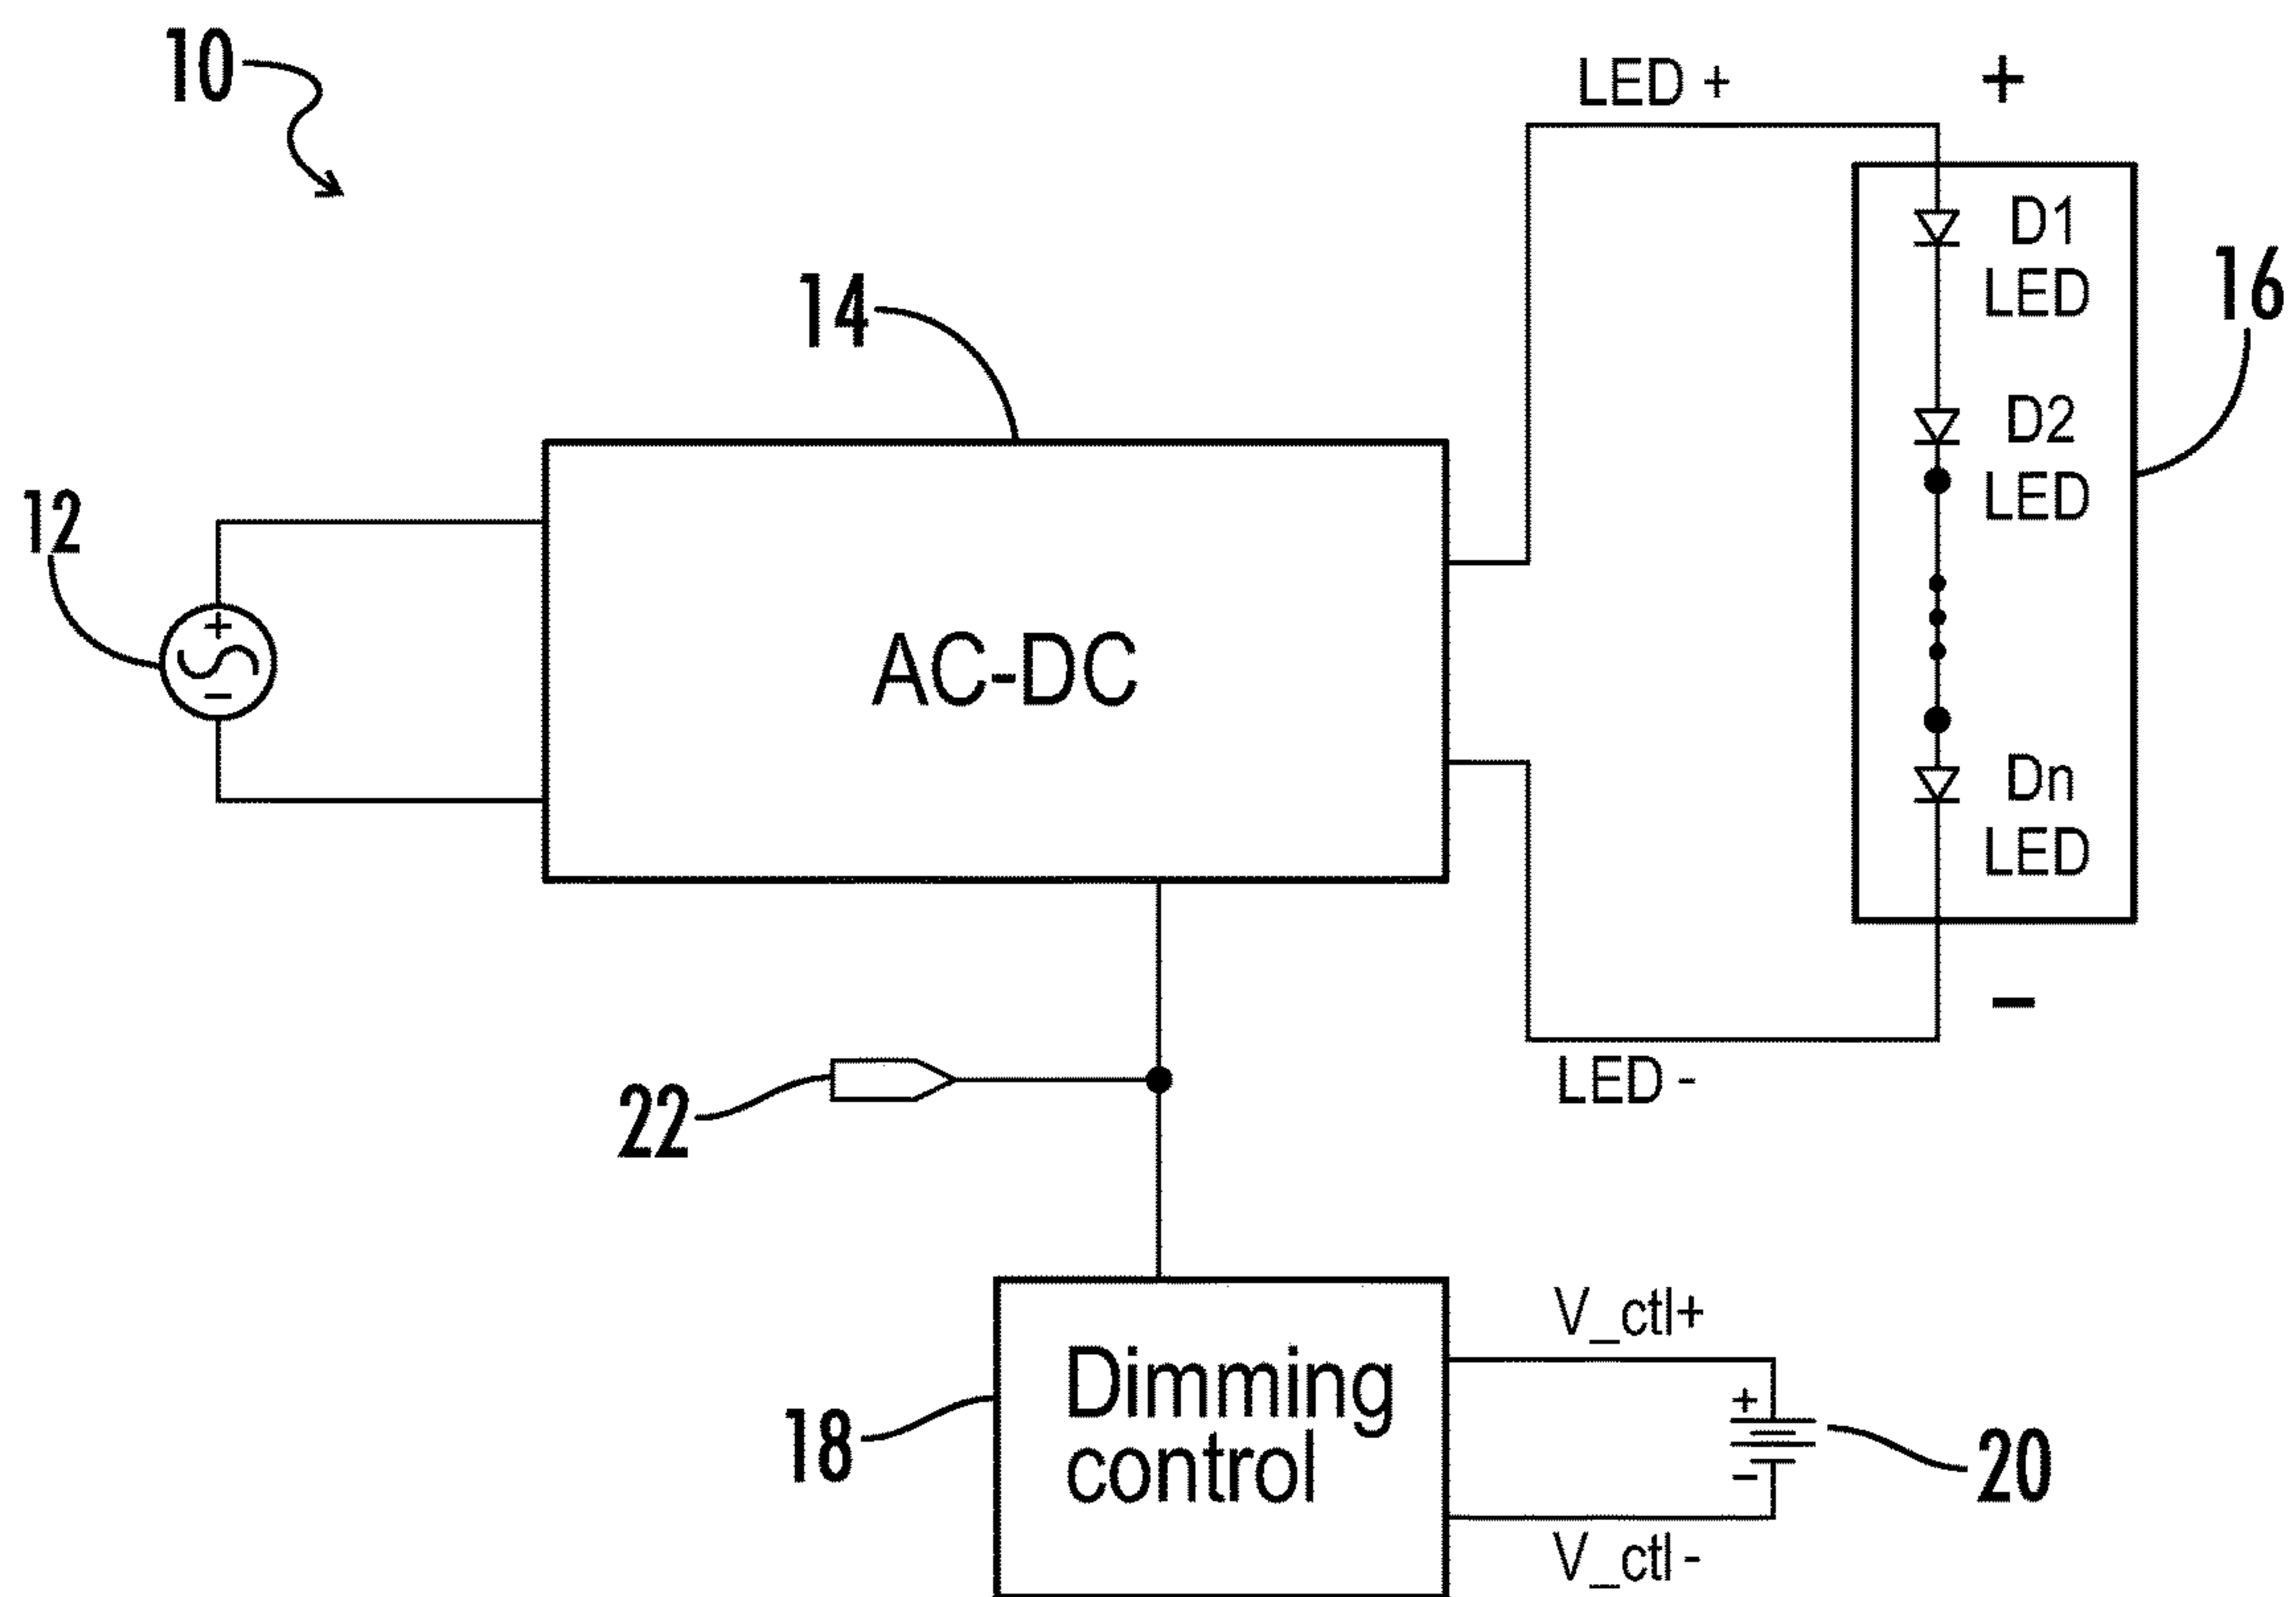 10
LED +
+
D1
LED
16
14
D2
LED
12
+
−
AC-DC
Dn
LED
−
LED -
22
V_ctl+
Dimming
control
18
+
−
20
V_ctl -